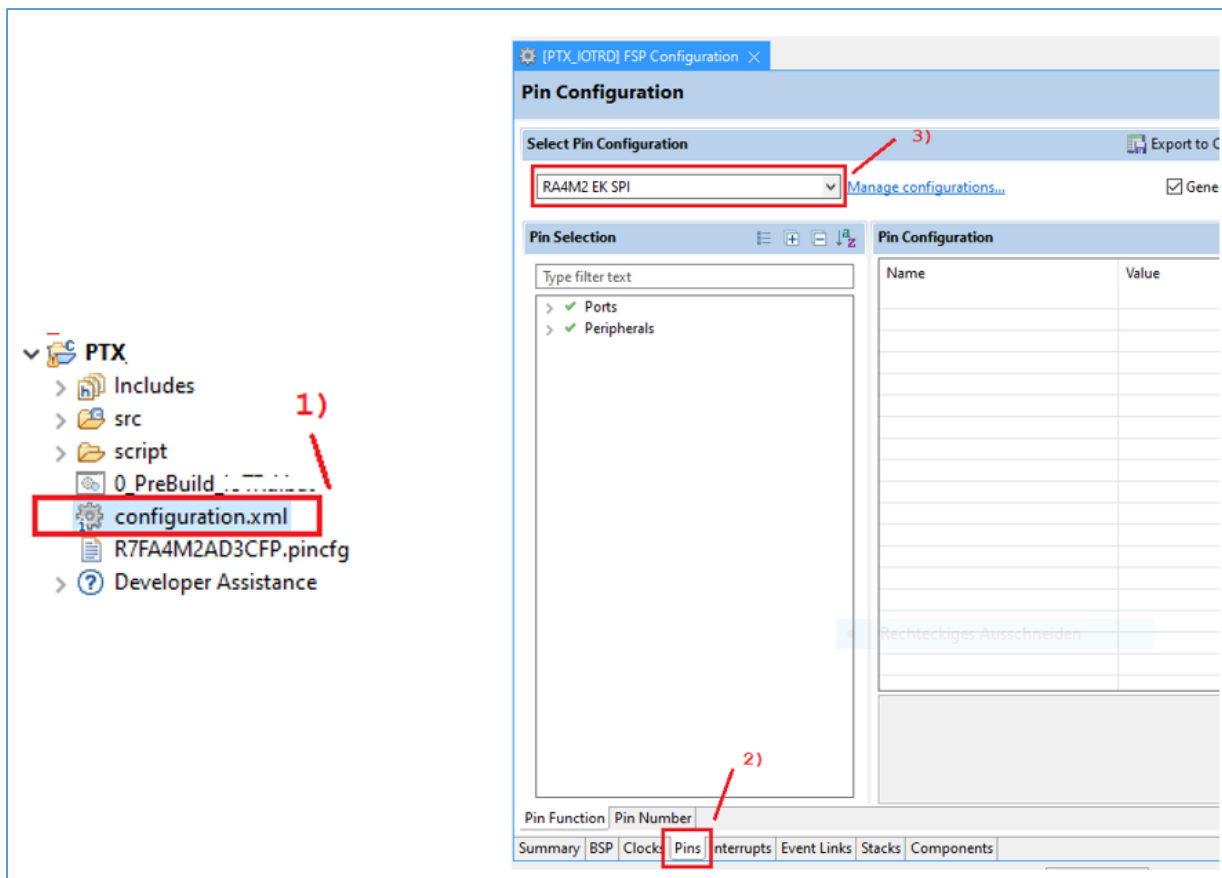 PTX
Includes
src
script
0_PreBuild_
configuration.xml
R7FA4M2AD3CFP.pincfg
Developer Assistance
1)
[PTX_IOTRD] FSP Configuration
Pin Configuration
Select Pin Configuration
3)
Export to C
RA4M2 EK SPI
Manage configurations...
Gene
Pin Selection
Pin Configuration
Type filter text
Name Value
Ports
Peripherals
Rechteckiges Ausschneiden
2)
Pin Function Pin Number
Summary BSP Clocks Pins nterrupts Event Links Stacks Components